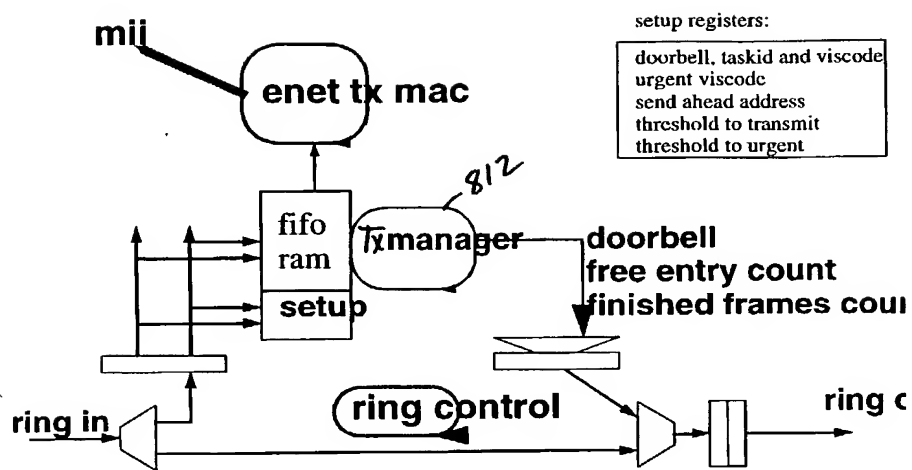 mii
setup registers:
doorbell, taskid and viscode
urgent viscode
send ahead address
threshold to transmit
threshold to urgent
enet tx mac
812
fifo
ram
Txmanager
setup
doorbell
free entry count
finished frames cou
ring in
ring control
ring